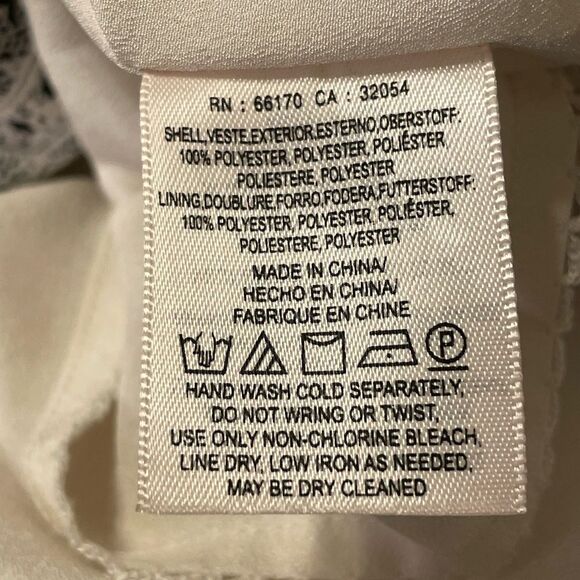 RN : 66170 CA : 32054
SHELL,VESTE,EXTERIOR,ESTERNO,OBERSTOFF:
100% POLYESTER, POLYESTER, POLIÉSTER,
POLIESTERE, POLYESTER
LINING,DOUBLURE,FORRO,FODERA,FUTTERSTOFF:
100% POLYESTER, POLYESTER, POLIÉSTER,
POLIESTERE, POLYESTER
MADE IN CHINA/
HECHO EN CHINA/
FABRIQUE EN CHINE
P
HAND WASH COLD SEPARATELY,
DO NOT WRING OR TWIST,
USE ONLY NON-CHLORINE BLEACH,
LINE DRY, LOW IRON AS NEEDED,
MAY BE DRY CLEANED